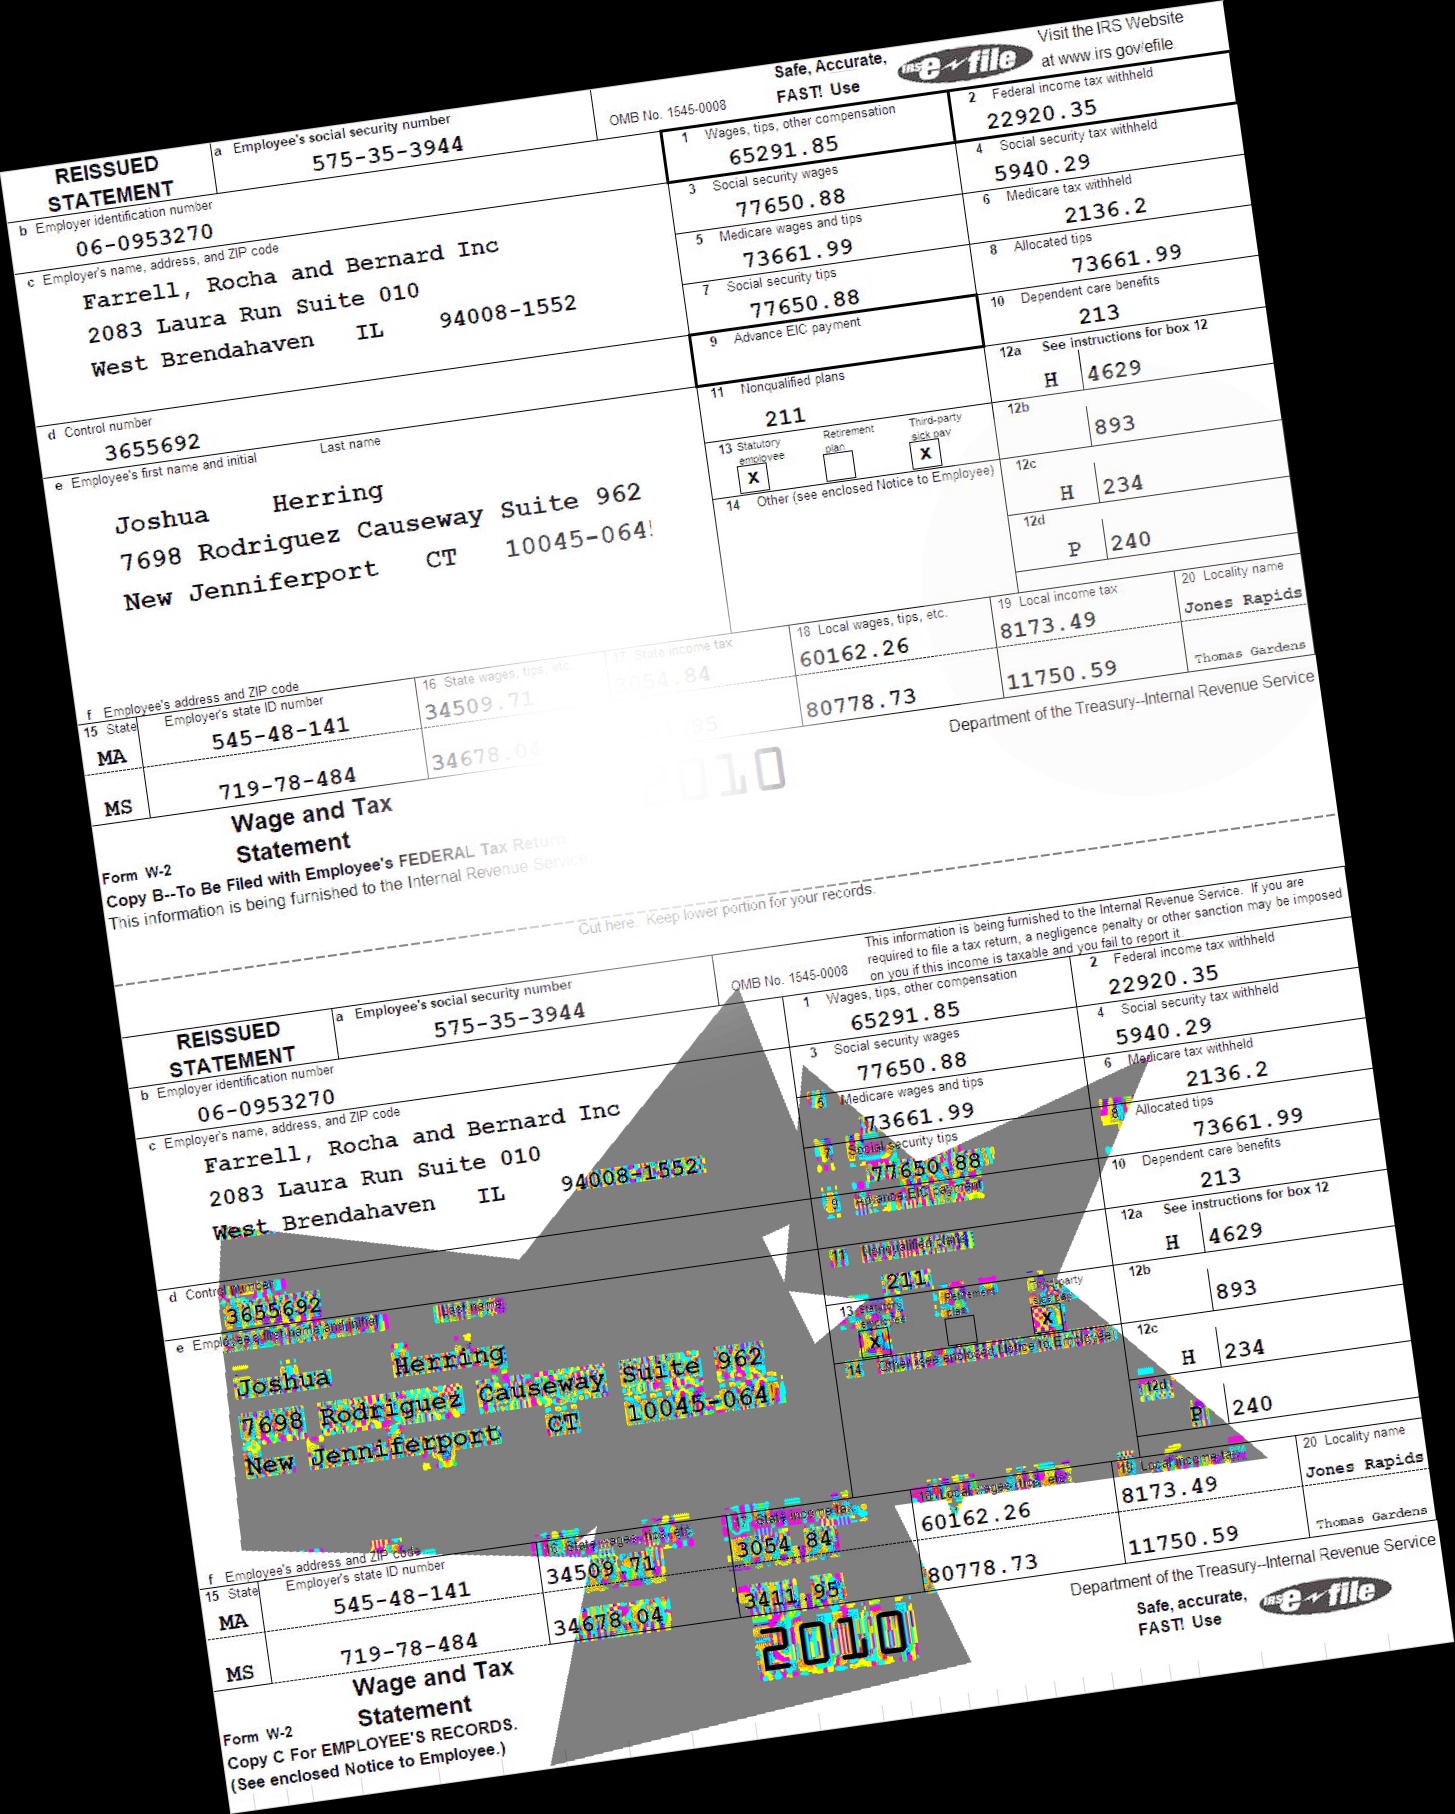 Visit the IRS Website
at www.irs.gov/efile
Safe, Accurate,
FAST! Use
IRS e-file
OMB No. 1545-0008
REISSUED
STATEMENT
a Employee's social security number
575-35-3944
1 Wages, tips, other compensation
65291.85
2 Federal income tax withheld
22920.35
b Employer identification number
06-0953270
3 Social security wages
77650.88
4 Social security tax withheld
5940.29
c Employer's name, address, and ZIP code
Farrell, Rocha and Bernard Inc
2083 Laura Run Suite 010
West Brendahaven IL 94008-1552
5 Medicare wages and tips
73661.99
6 Medicare tax withheld
2136.2
7 Social security tips
77650.88
8 Allocated tips
73661.99
9 Advance EIC payment
10 Dependent care benefits
213
d Control number
3655692
11 Nonqualified plans
211
12a See instructions for box 12
H 4629
12b
893
13 Statutory employee
X
Retirement plan
Third-party sick pay
X
12c
H 234
12d
P 240
14 Other (see enclosed Notice to Employee)
e Employee's first name and initial Last name
Joshua Herring
7698 Rodriguez Causeway Suite 962
New Jenniferport CT 10045-064
f Employee's address and ZIP code
15 State Employer's state ID number
16 State wages, tips, etc.
17 State income tax
18 Local wages, tips, etc.
19 Local income tax
20 Locality name
MA 545-48-141 34509.71 3054.84 60162.26 8173.49 Jones Rapids
MS 719-78-484 34678.04 80778.73 11750.59 Thomas Gardens
Wage and Tax
Statement
2010
Department of the Treasury--Internal Revenue Service
Form W-2
Copy B--To Be Filed with Employee's FEDERAL Tax Return
This information is being furnished to the Internal Revenue Service.
Cut here. Keep lower portion for your records.
This information is being furnished to the Internal Revenue Service. If you are
required to file a tax return, a negligence penalty or other sanction may be imposed
on you if this income is taxable and you fail to report it.
OMB No. 1545-0008
REISSUED
STATEMENT
a Employee's social security number
575-35-3944
1 Wages, tips, other compensation
65291.85
2 Federal income tax withheld
22920.35
b Employer identification number
06-0953270
3 Social security wages
77650.88
4 Social security tax withheld
5940.29
c Employer's name, address, and ZIP code
Farrell, Rocha and Bernard Inc
2083 Laura Run Suite 010
West Brendahaven IL 94008-1552
5 Medicare wages and tips
73661.99
6 Medicare tax withheld
2136.2
7 Social security tips
77650.88
8 Allocated tips
73661.99
9 Advance EIC payment
10 Dependent care benefits
213
d Control number
3655692
11 Nonqualified plans
211
12a See instructions for box 12
H 4629
12b
893
13 Statutory employee
X
Retirement plan
Third-party sick pay
X
12c
H 234
12d
P 240
14 Other (see enclosed Notice to Employee)
e Employee's first name and initial Last name
Joshua Herring
7698 Rodriguez Causeway Suite 962
New Jenniferport CT 10045-064
f Employee's address and ZIP code
15 State Employer's state ID number
16 State wages, tips, etc.
17 State income tax
18 Local wages, tips, etc.
19 Local income tax
20 Locality name
MA 545-48-141 34509.71 3054.84 60162.26 8173.49 Jones Rapids
MS 719-78-484 34678.04 3411.95 80778.73 11750.59 Thomas Gardens
Wage and Tax
Statement
2010
Department of the Treasury--Internal Revenue Service
Safe, accurate,
FAST! Use
IRS e-file
Form W-2
Copy C For EMPLOYEE'S RECORDS.
(See enclosed Notice to Employee.)